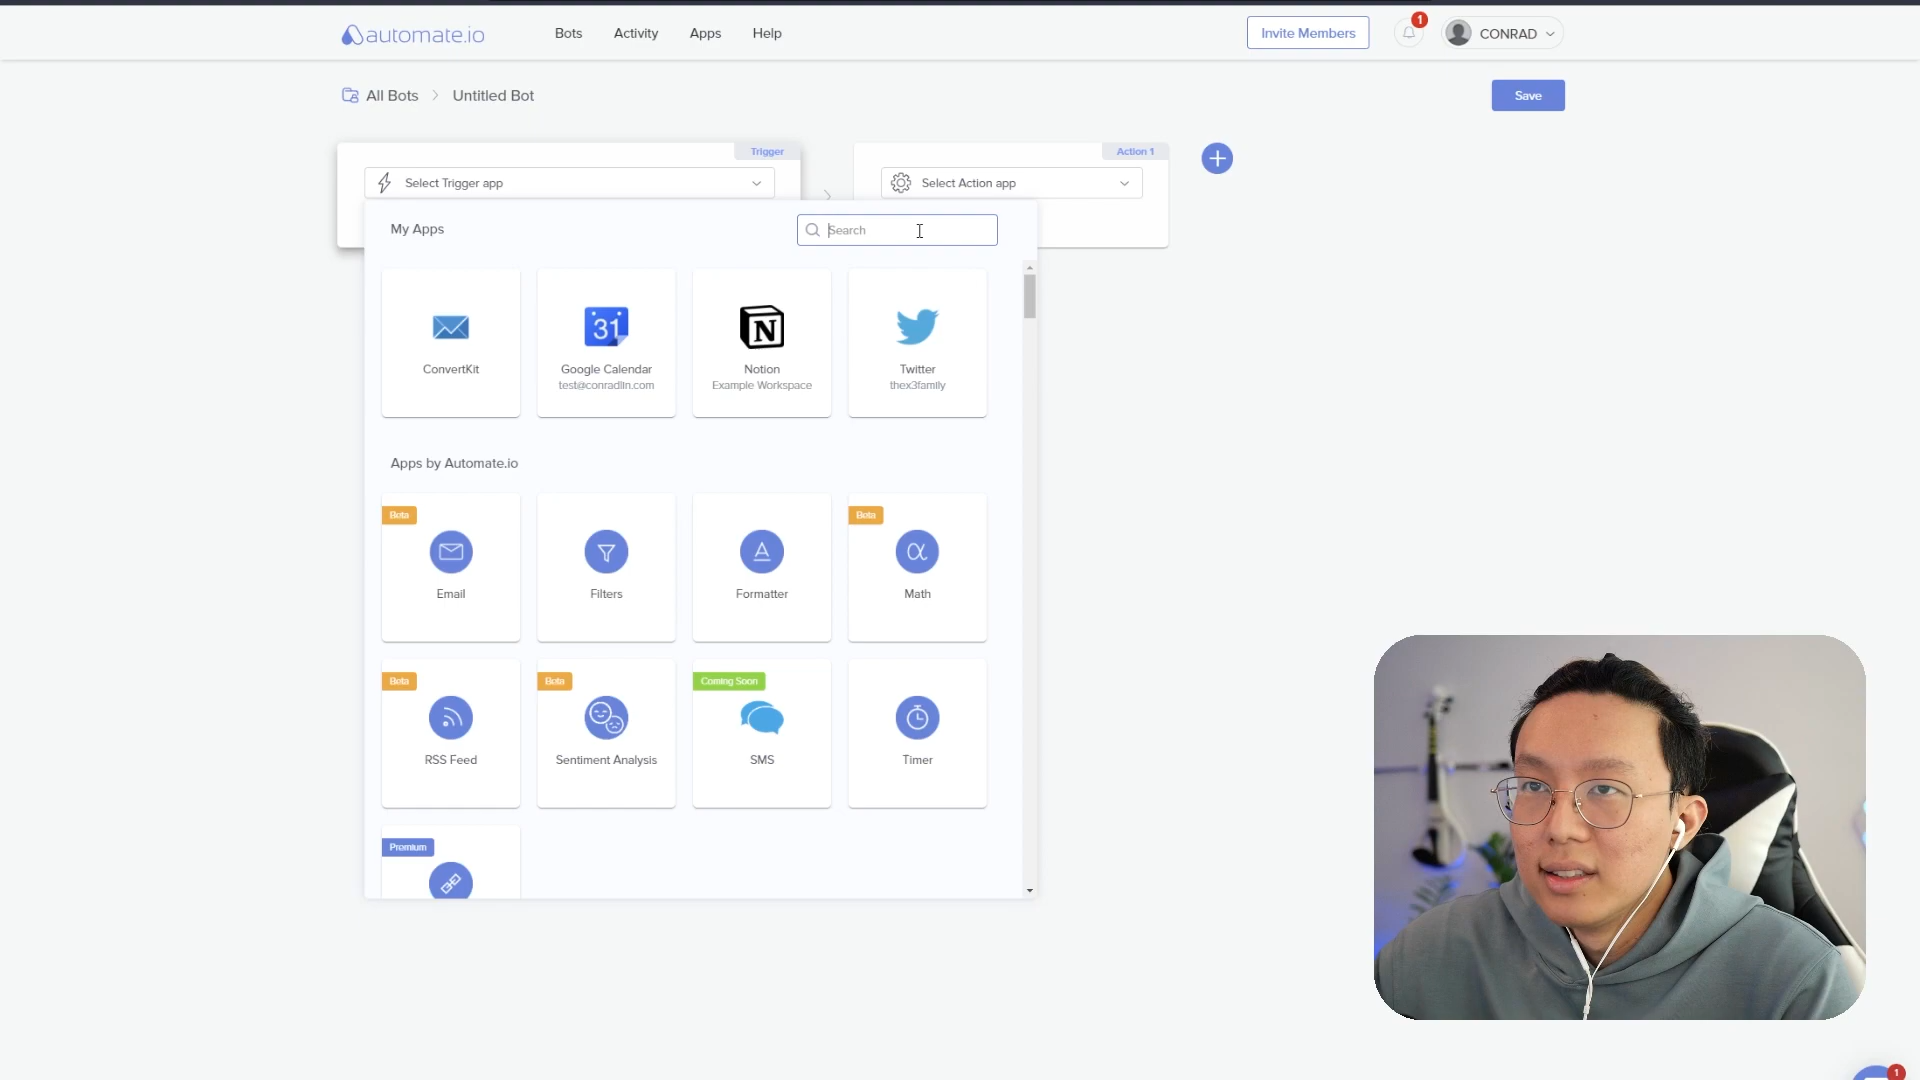 automate.io
Bots
Activity
Apps
Help
Invite Members
1
CONRAD
All Bots > Untitled Bot
Save
Trigger
Select Trigger app
Action 1
Select Action app
My Apps
Search
31
ConvertKit
Google Calendar
test@conradlin.com
Notion
Example Workspace
Twitter
thex3family
Apps by Automate.io
Beta
Email
Filters
Formatter
Beta
Math
Beta
RSS Feed
Beta
Sentiment Analysis
Coming Soon
SMS
Timer
Premium
1